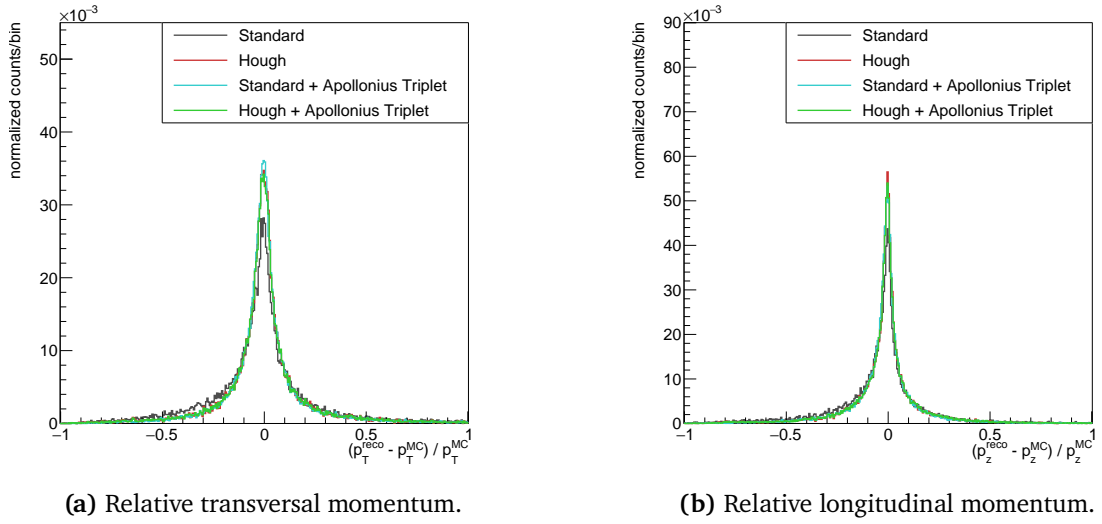 ×10⁻³
normalized counts/bin
Standard
Hough
Standard + Apollonius Triplet
Hough + Apollonius Triplet
50
40
30
20
10
0
−1 −0.5 0 0.5 1
(p_T^reco - p_T^MC) / p_T^MC
(a) Relative transversal momentum.
×10⁻³
normalized counts/bin
Standard
Hough
Standard + Apollonius Triplet
Hough + Apollonius Triplet
90
80
70
60
50
40
30
20
10
0
−1 −0.5 0 0.5 1
(p_z^reco - p_z^MC) / p_z^MC
(b) Relative longitudinal momentum.